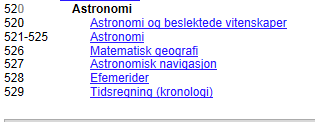 520 Astronomi
520 Astronomi og beslektede vitenskaper
521-525 Astronomi
526 Matematisk geografi
527 Astronomisk navigasjon
528 Efemerider
529 Tidsregning (kronologi)